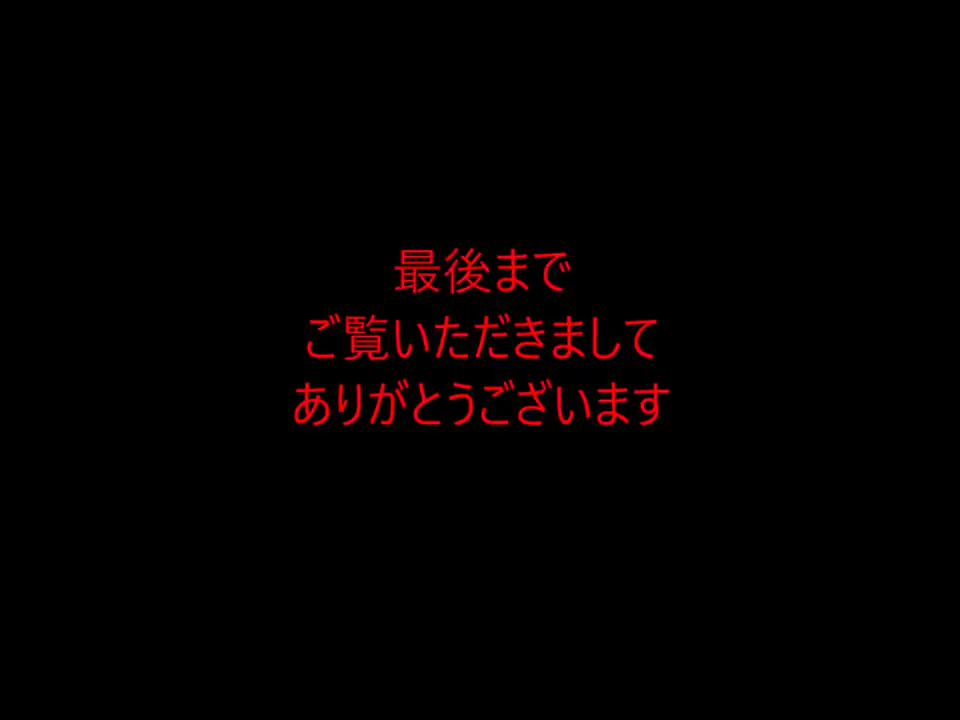 最後まで
ご覧いただきまして
ありがとうございます